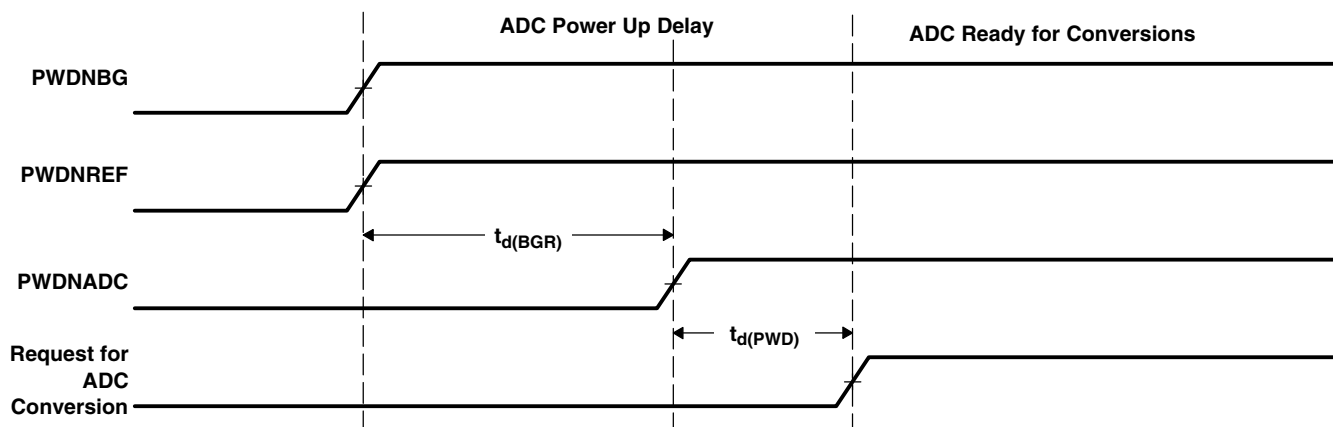 ADC Power Up Delay
ADC Ready for Conversions
PWDNBG
PWDNREF
td(BGR)
PWDNADC
td(PWD)
Request for
ADC
Conversion